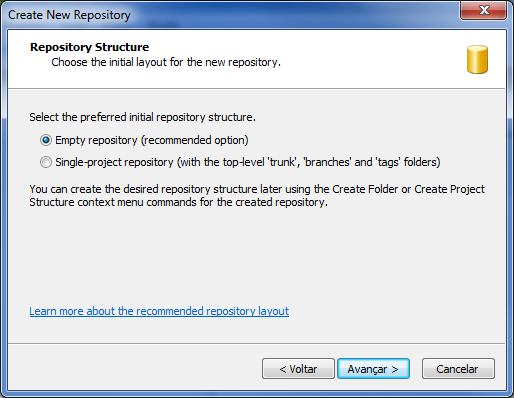 Create New Repository
Repository Structure
Choose the initial layout for the new repository.
Select the preferred initial repository structure.
Empty repository (recommended option)
Single-project repository (with the top-level 'trunk', 'branches' and 'tags' folders)
You can create the desired repository structure later using the Create Folder or Create Project
Structure context menu commands for the created repository.
Learn more about the recommended repository layout
< Voltar Avançar > Cancelar